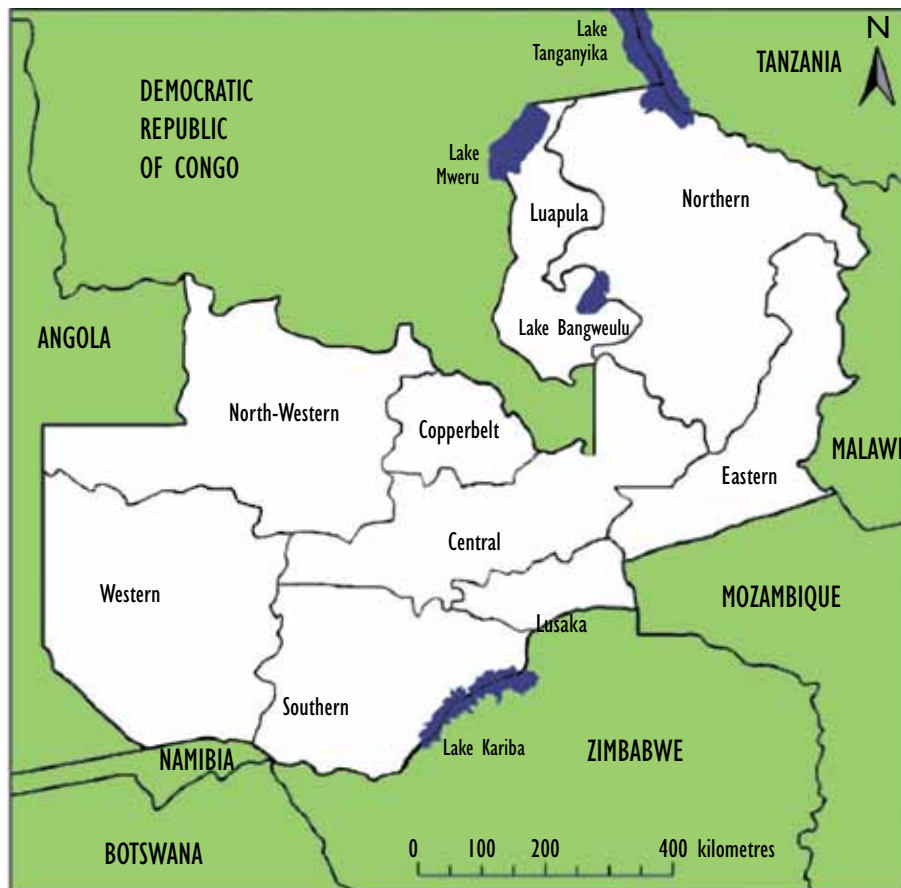 Lake
Tanganyika
N
TANZANIA
DEMOCRATIC
REPUBLIC
OF CONGO
Lake
Mweru
Luapula
Northern
Lake Bangweulu
ANGOLA
North-Western
Copperbelt
MALAWI
Eastern
Central
Western
MOZAMBIQUE
Lusaka
Southern
Lake Kariba
ZIMBABWE
NAMIBIA
BOTSWANA
0 100 200 400 kilometres